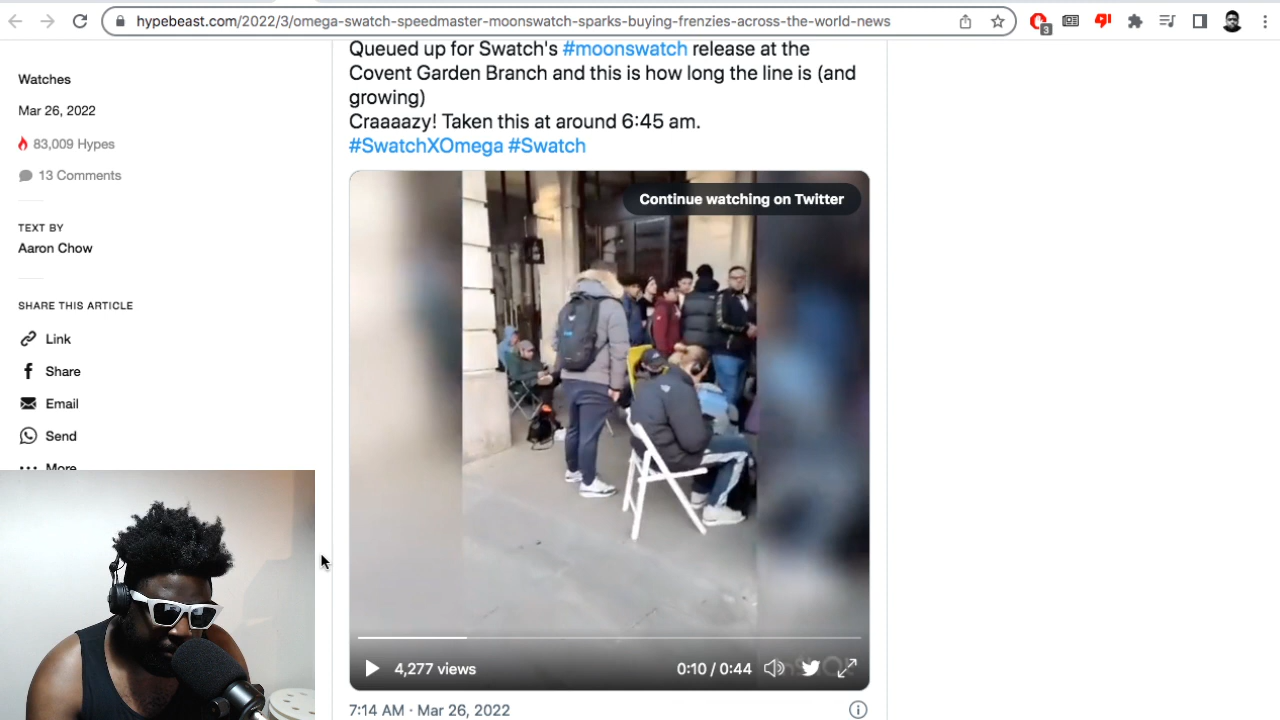 hypebeast.com/2022/3/omega-swatch-speedmaster-moonswatch-sparks-buying-frenzies-across-the-world-news
3
Watches
Mar 26, 2022
83,009 Hypes
13 Comments
TEXT BY
Aaron Chow
SHARE THIS ARTICLE
Link
Share
Email
Send
More
Queued up for Swatch's #moonswatch release at the
Covent Garden Branch and this is how long the line is (and
growing)
Craaaazy! Taken this at around 6:45 am.
#SwatchXOmega #Swatch
Continue watching on Twitter
4,277 views
0:10 / 0:44
7:14 AM · Mar 26, 2022